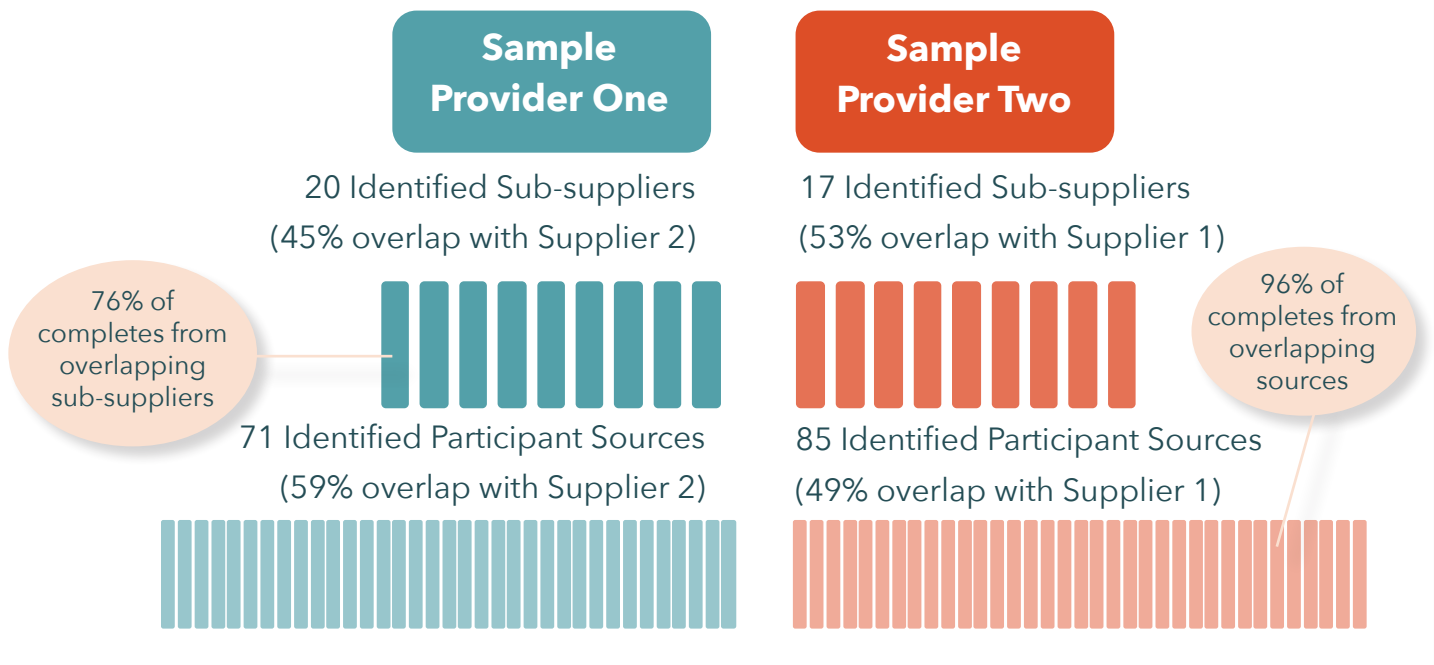 Sample
Provider One
Sample
Provider Two
20 Identified Sub-suppliers
(45% overlap with Supplier 2)
17 Identified Sub-suppliers
(53% overlap with Supplier 1)
76% of
completes from
overlapping
sub-suppliers
96% of
completes from
overlapping
sources
71 Identified Participant Sources
(59% overlap with Supplier 2)
85 Identified Participant Sources
(49% overlap with Supplier 1)